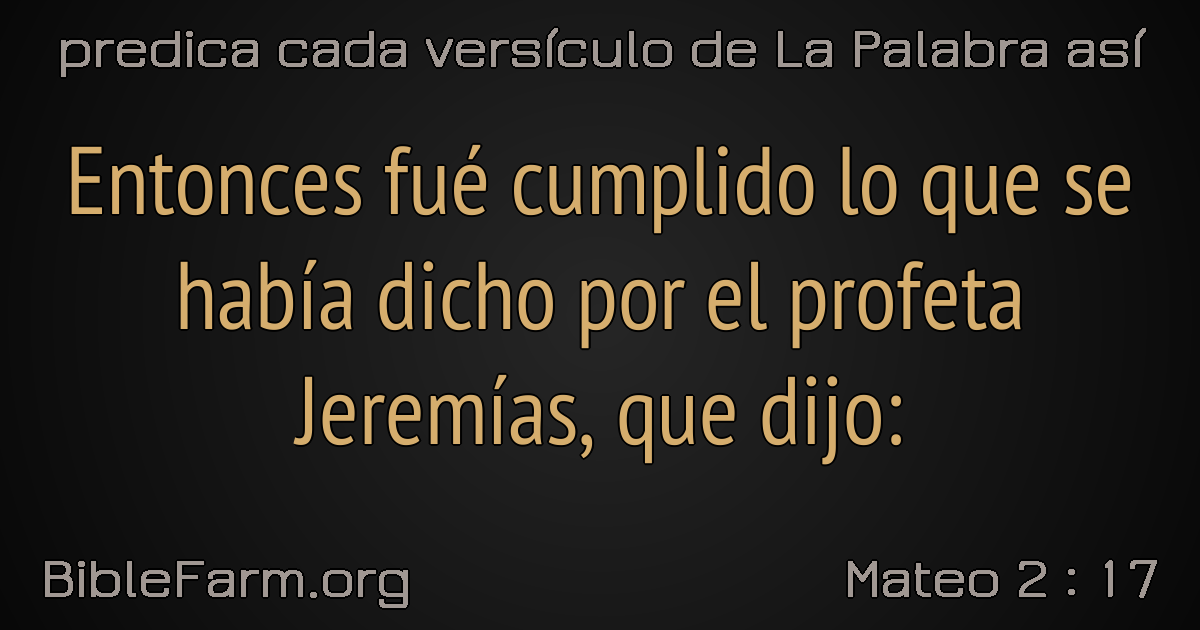 predica cada versículo de La Palabra así
Entonces fué cumplido lo que se
había dicho por el profeta
Jeremías, que dijo:
BibleFarm.org
Mateo 2 : 17